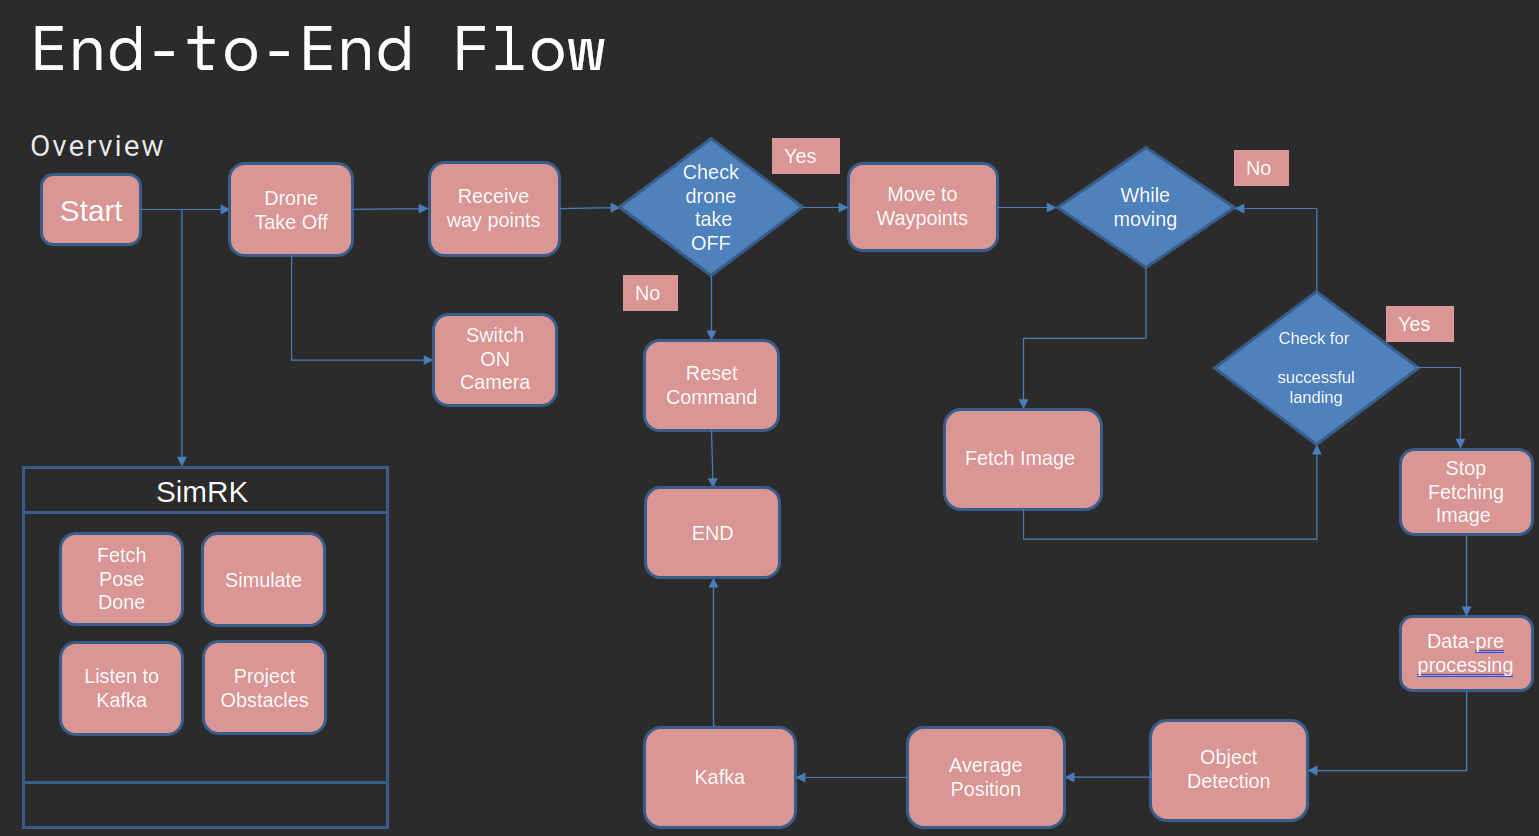 End-to-End Flow
Overview
Start
Drone
Take Off
Receive
way points
Check
drone
take
OFF
Yes
No
Move to
Waypoints
While
moving
No
Switch
ON
Camera
Reset
Command
Fetch Image
Check for
successful
landing
Yes
Stop
Fetching
Image
END
SimRK
Fetch
Pose
Done
Simulate
Listen to
Kafka
Project
Obstacles
Data-pre
processing
Object
Detection
Average
Position
Kafka